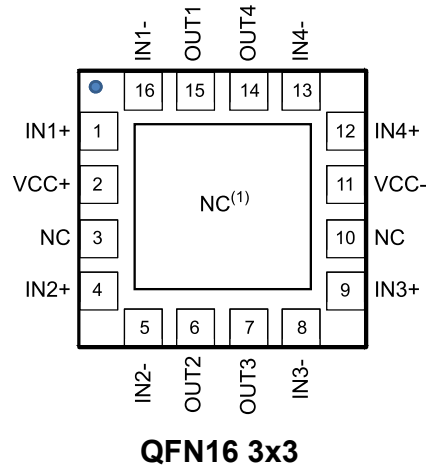 IN1-
OUT1
OUT4
IN4-
16 15 14 13
IN1+ 1 12 IN4+
VCC+ 2 11 VCC-
NC(1)
NC 3 10 NC
IN2+ 4 9 IN3+
5 6 7 8
IN2-
OUT2
OUT3
IN3-
QFN16 3x3